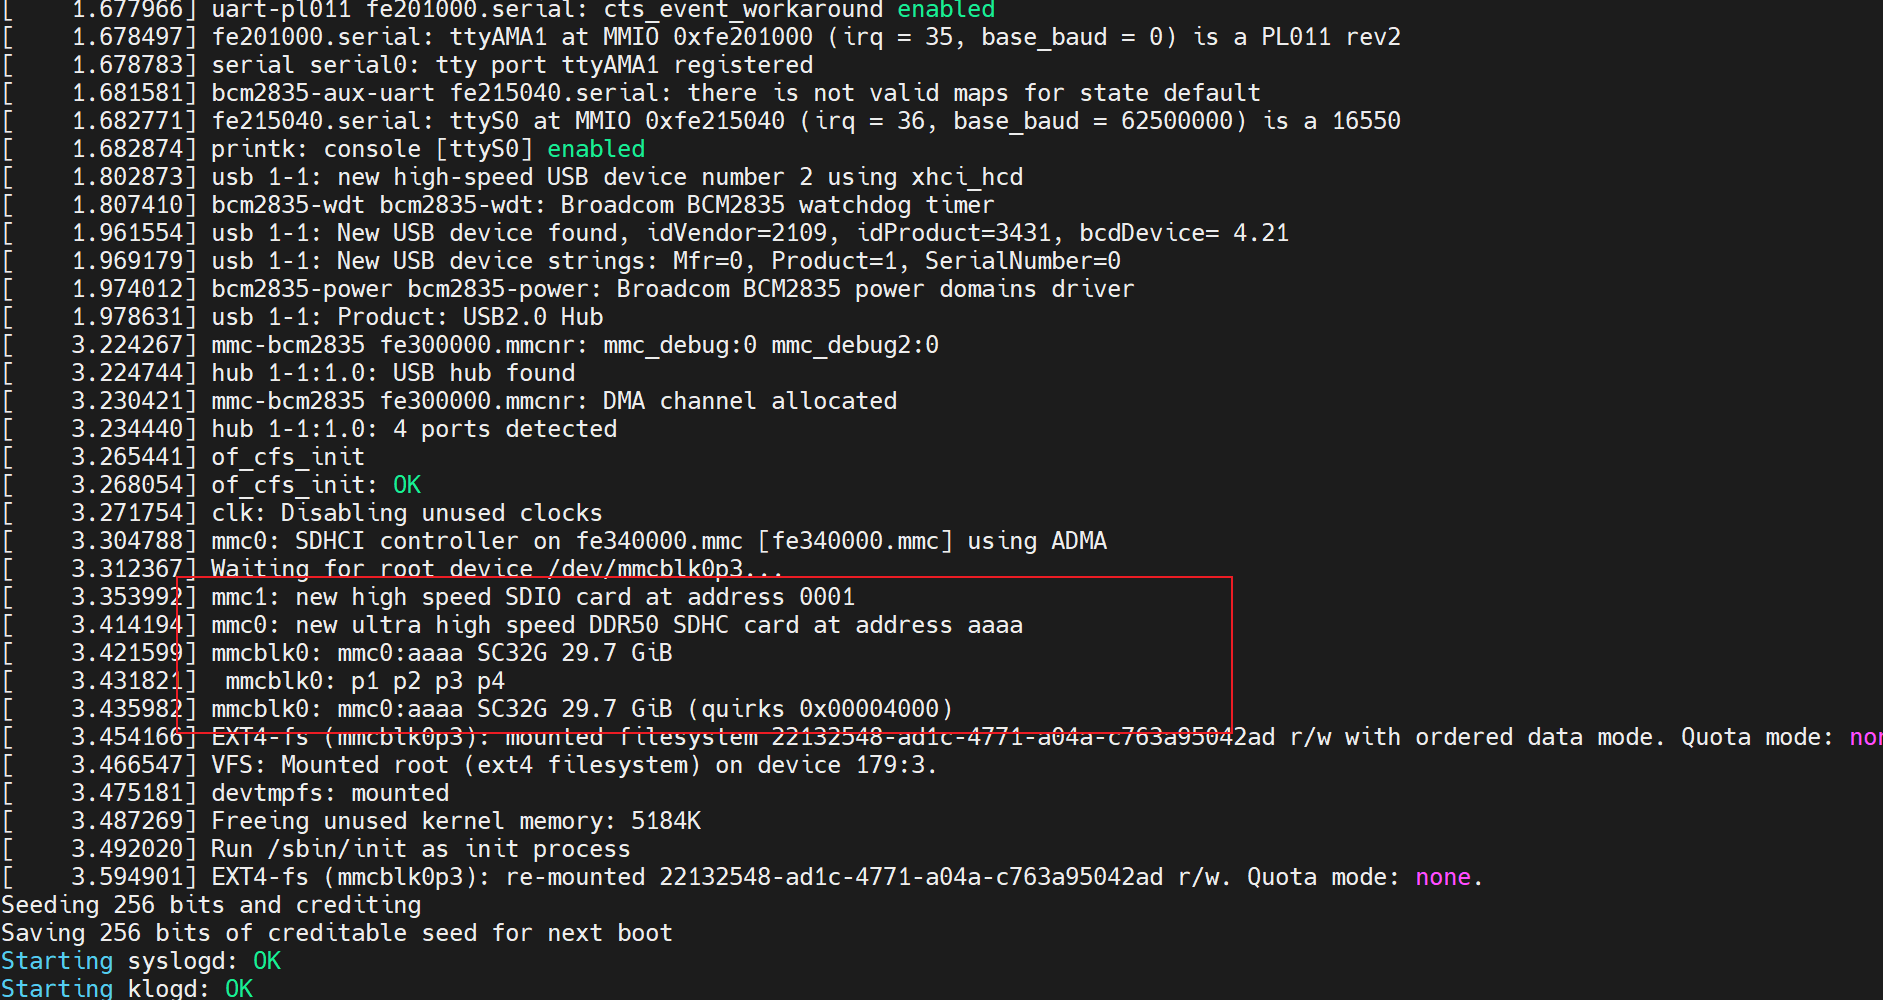 [    1.677966] uart-pl011 fe201000.serial: cts_event_workaround enabled
[    1.678497] fe201000.serial: ttyAMA1 at MMIO 0xfe201000 (irq = 35, base_baud = 0) is a PL011 rev2
[    1.678783] serial serial0: tty port ttyAMA1 registered
[    1.681581] bcm2835-aux-uart fe215040.serial: there is not valid maps for state default
[    1.682771] fe215040.serial: ttyS0 at MMIO 0xfe215040 (irq = 36, base_baud = 62500000) is a 16550
[    1.682874] printk: console [ttyS0] enabled
[    1.802873] usb 1-1: new high-speed USB device number 2 using xhci_hcd
[    1.807410] bcm2835-wdt bcm2835-wdt: Broadcom BCM2835 watchdog timer
[    1.961554] usb 1-1: New USB device found, idVendor=2109, idProduct=3431, bcdDevice= 4.21
[    1.969179] usb 1-1: New USB device strings: Mfr=0, Product=1, SerialNumber=0
[    1.974012] bcm2835-power bcm2835-power: Broadcom BCM2835 power domains driver
[    1.978631] usb 1-1: Product: USB2.0 Hub
[    3.224267] mmc-bcm2835 fe300000.mmcnr: mmc_debug:0 mmc_debug2:0
[    3.224744] hub 1-1:1.0: USB hub found
[    3.230421] mmc-bcm2835 fe300000.mmcnr: DMA channel allocated
[    3.234440] hub 1-1:1.0: 4 ports detected
[    3.265441] of_cfs_init
[    3.268054] of_cfs_init: OK
[    3.271754] clk: Disabling unused clocks
[    3.304788] mmc0: SDHCI controller on fe340000.mmc [fe340000.mmc] using ADMA
[    3.312367] Waiting for root device /dev/mmcblk0p3...
[    3.353992] mmc1: new high speed SDIO card at address 0001
[    3.414194] mmc0: new ultra high speed DDR50 SDHC card at address aaaa
[    3.421599] mmcblk0: mmc0:aaaa SC32G 29.7 GiB
[    3.431821]  mmcblk0: p1 p2 p3 p4
[    3.435982] mmcblk0: mmc0:aaaa SC32G 29.7 GiB (quirks 0x00004000)
[    3.454166] EXT4-fs (mmcblk0p3): mounted filesystem 22132548-ad1c-4771-a04a-c763a95042ad r/w with ordered data mode. Quota mode:
[    3.466547] VFS: Mounted root (ext4 filesystem) on device 179:3.
[    3.475181] devtmpfs: mounted
[    3.487269] Freeing unused kernel memory: 5184K
[    3.492020] Run /sbin/init as init process
[    3.594901] EXT4-fs (mmcblk0p3): re-mounted 22132548-ad1c-4771-a04a-c763a95042ad r/w. Quota mode: none.
Seeding 256 bits and crediting
Saving 256 bits of creditable seed for next boot
Starting syslogd: OK
Starting klogd: OK